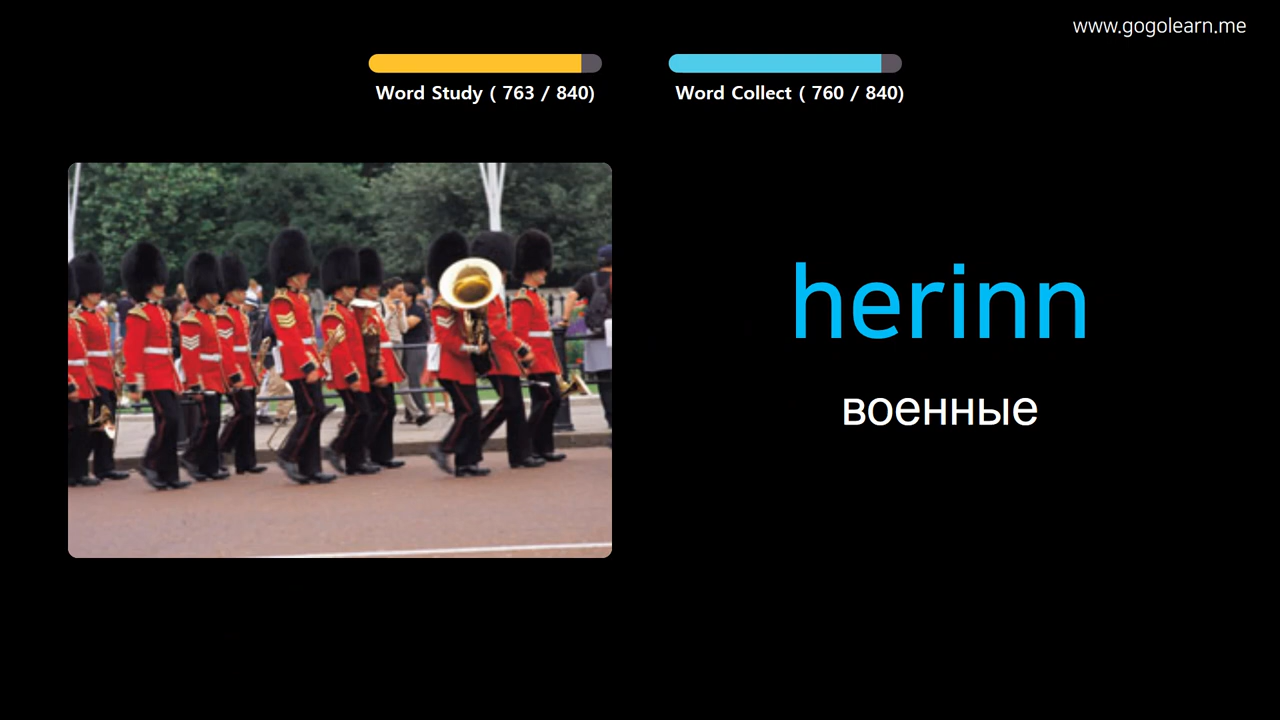 www.gogolearn.me
Word Study ( 763 / 840)
Word Collect ( 760 / 840)
herinn
военные